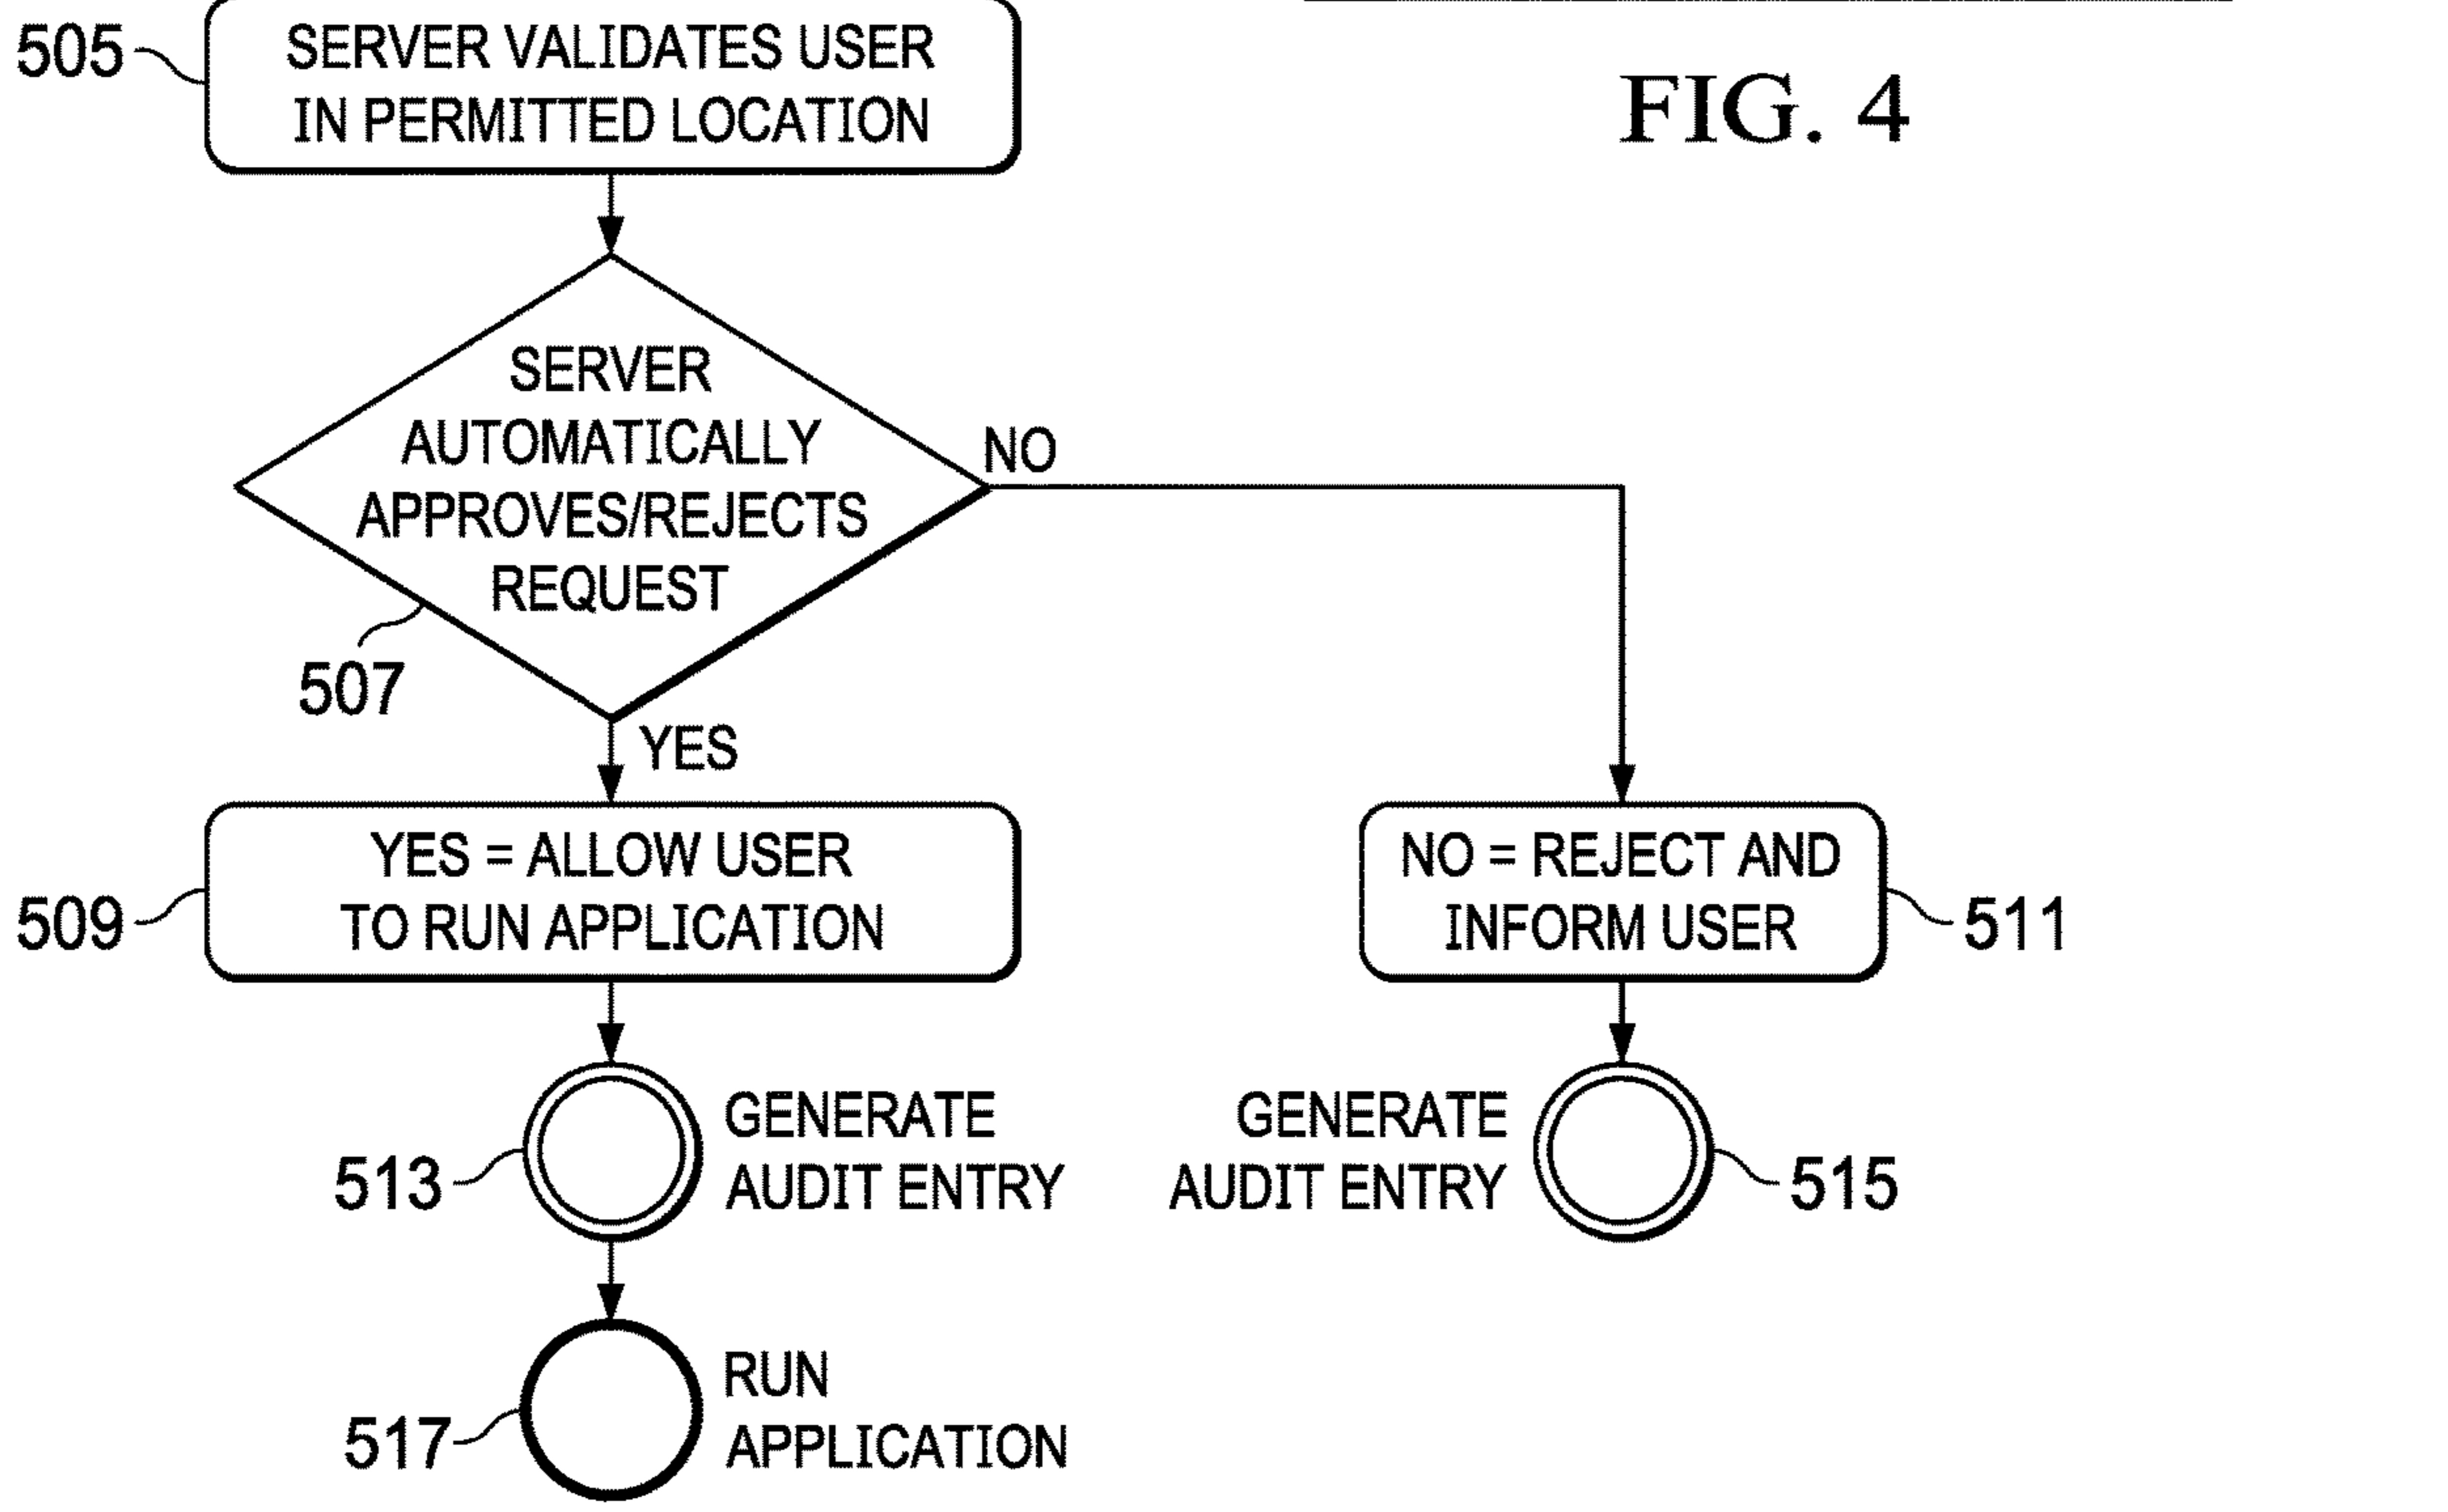 505
SERVER VALIDATES USER
IN PERMITTED LOCATION
FIG. 4
SERVER
AUTOMATICALLY
APPROVES/REJECTS
REQUEST
NO
507
YES
509
YES = ALLOW USER
TO RUN APPLICATION
NO = REJECT AND
INFORM USER
511
513
GENERATE
AUDIT ENTRY
GENERATE
AUDIT ENTRY
515
517
RUN
APPLICATION